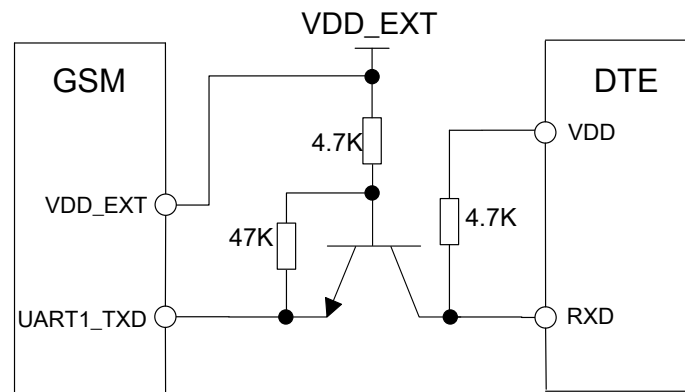 VDD_EXT
GSM
DTE
4.7K
VDD
VDD_EXT
47K
4.7K
UART1_TXD
RXD